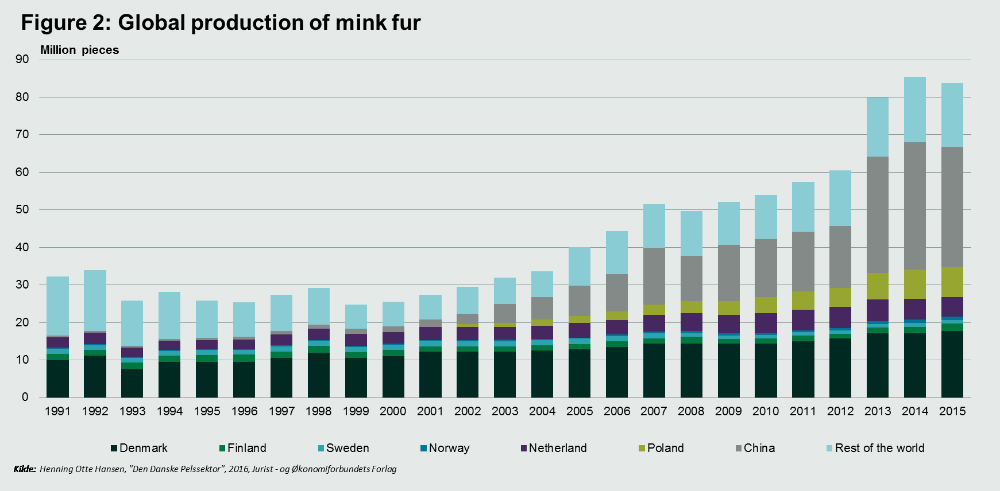 Figure 2: Global production of mink fur
Million pieces
90
80
70
60
50
40
30
20
10
0
1991 1992 1993 1994 1995 1996 1997 1998 1999 2000 2001 2002 2003 2004 2005 2006 2007 2008 2009 2010 2011 2012 2013 2014 2015
Denmark Finland Sweden Norway Netherland Poland China Rest of the world
Kilde: Henning Otte Hansen, "Den Danske Pelssektor", 2016, Jurist - og Økonomiforbundets Forlag